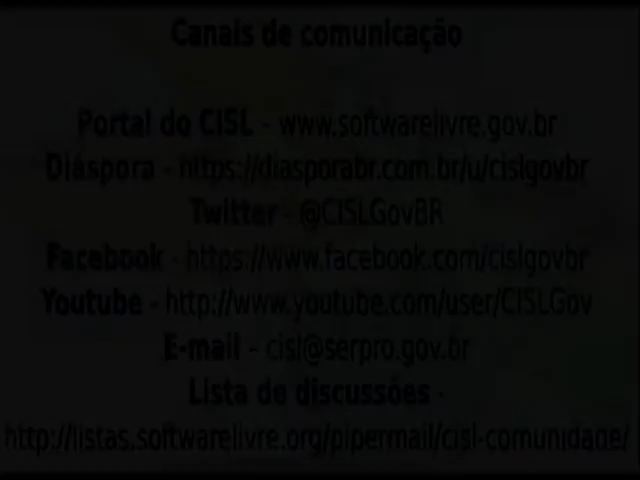 Canais de comunicação
Portal do CISL - www.softwarelivre.gov.br
Diáspora - https://diasporabr.com.br/u/cislgovbr
Twitter - @CISLGovBR
Facebook - https://www.facebook.com/cislgovbr
Youtube - http://www.youtube.com/user/CISLGov
E-mail - cisl@serpro.gov.br
Lista de discussões -
http://listas.softwarelivre.org/pipermail/cisl-comunidade/